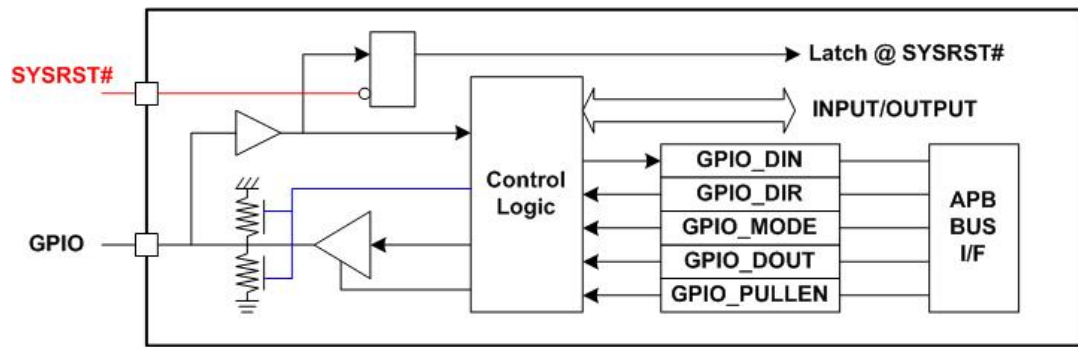 Latch @ SYSRST#
SYSRST#
INPUT/OUTPUT
GPIO_DIN
GPIO_DIR
Control
Logic
GPIO_MODE
APB
BUS
I/F
GPIO
GPIO_DOUT
GPIO_PULLEN